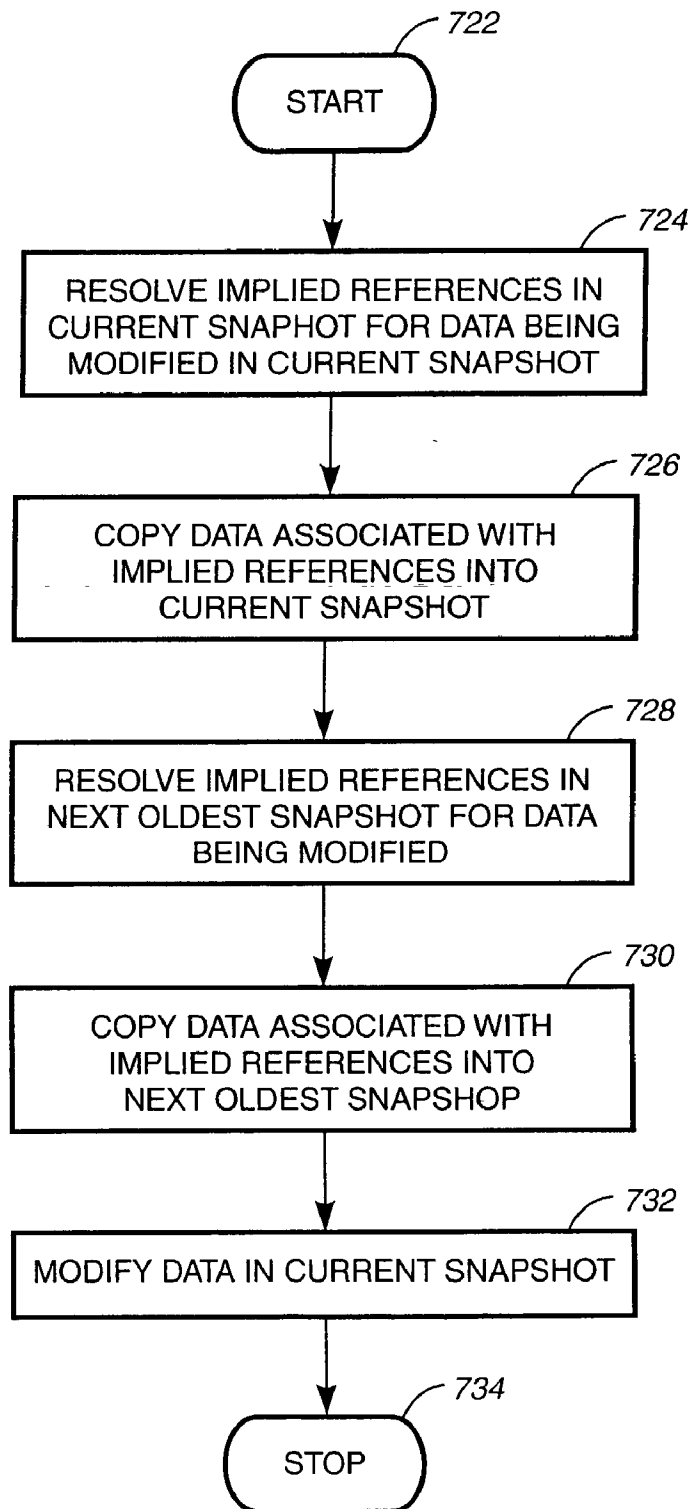 722
START
724
RESOLVE IMPLIED REFERENCES IN
CURRENT SNAPHOT FOR DATA BEING
MODIFIED IN CURRENT SNAPSHOT
726
COPY DATA ASSOCIATED WITH
IMPLIED REFERENCES INTO
CURRENT SNAPSHOT
728
RESOLVE IMPLIED REFERENCES IN
NEXT OLDEST SNAPSHOT FOR DATA
BEING MODIFIED
730
COPY DATA ASSOCIATED WITH
IMPLIED REFERENCES INTO
NEXT OLDEST SNAPSHOP
732
MODIFY DATA IN CURRENT SNAPSHOT
734
STOP